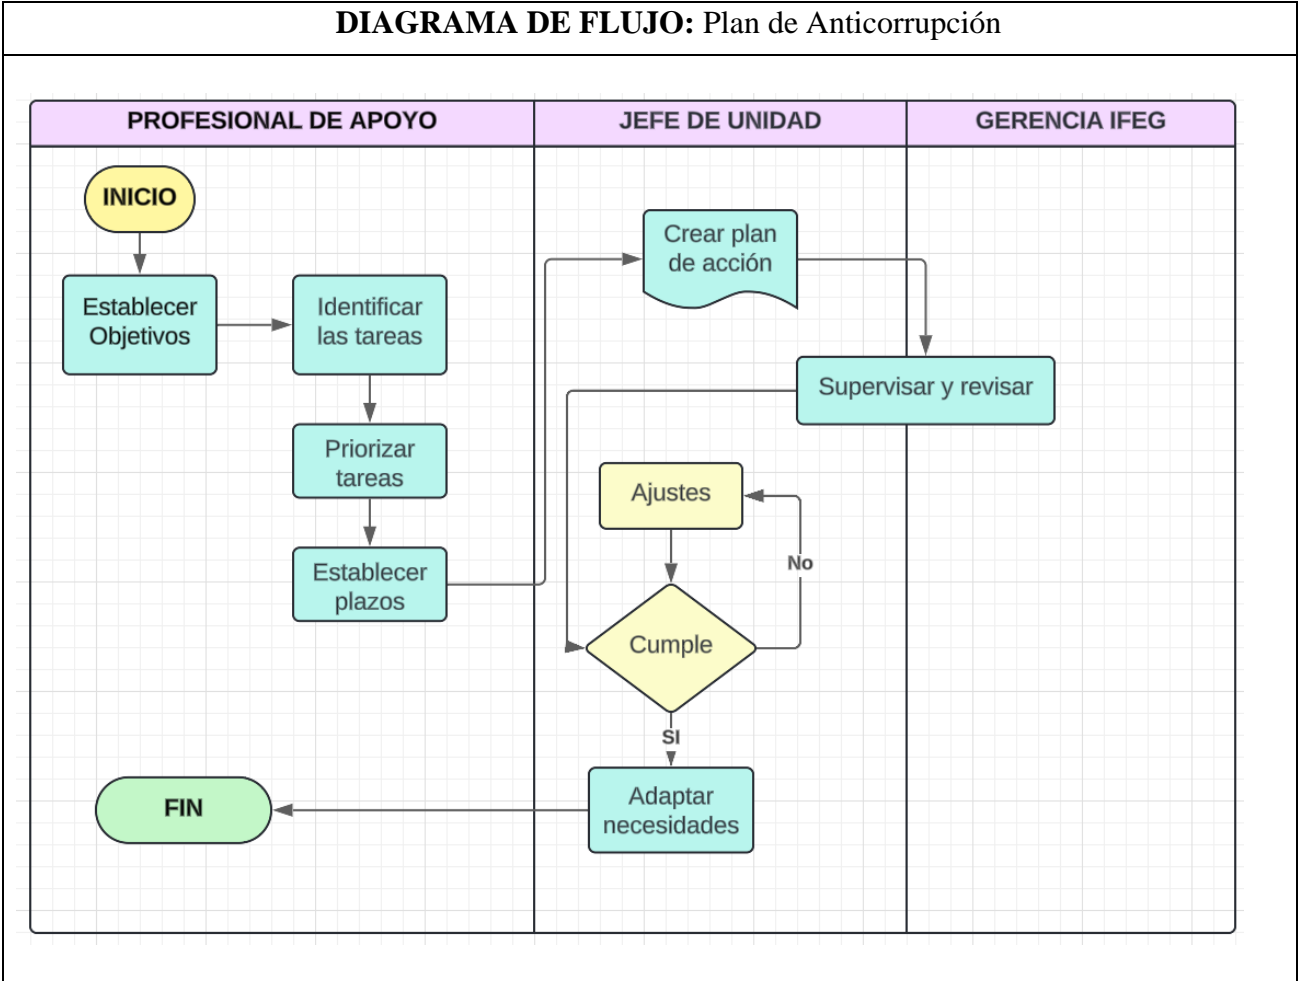 DIAGRAMA DE FLUJO: Plan de Anticorrupción
PROFESIONAL DE APOYO
JEFE DE UNIDAD
GERENCIA IFEG
INICIO
Establecer
Objetivos
Identificar
las tareas
Priorizar
tareas
Establecer
plazos
Crear plan
de acción
Supervisar y revisar
Ajustes
No
Cumple
SI
Adaptar
necesidades
FIN